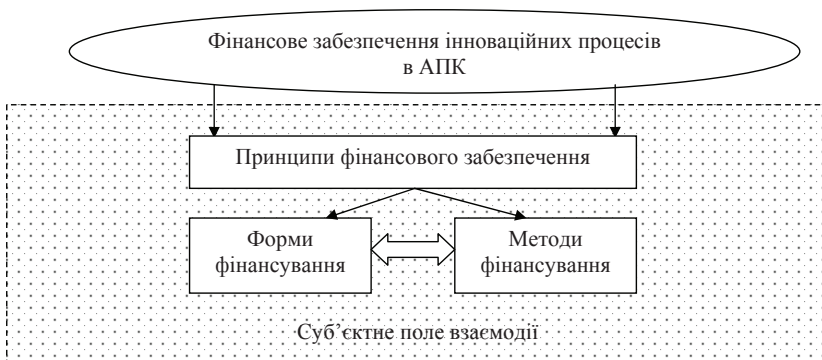 Фінансове забезпечення інноваційних процесів
в АПК
Принципи фінансового забезпечення
Форми
фінансування
Методи
фінансування
Суб’єктне поле взаємодії